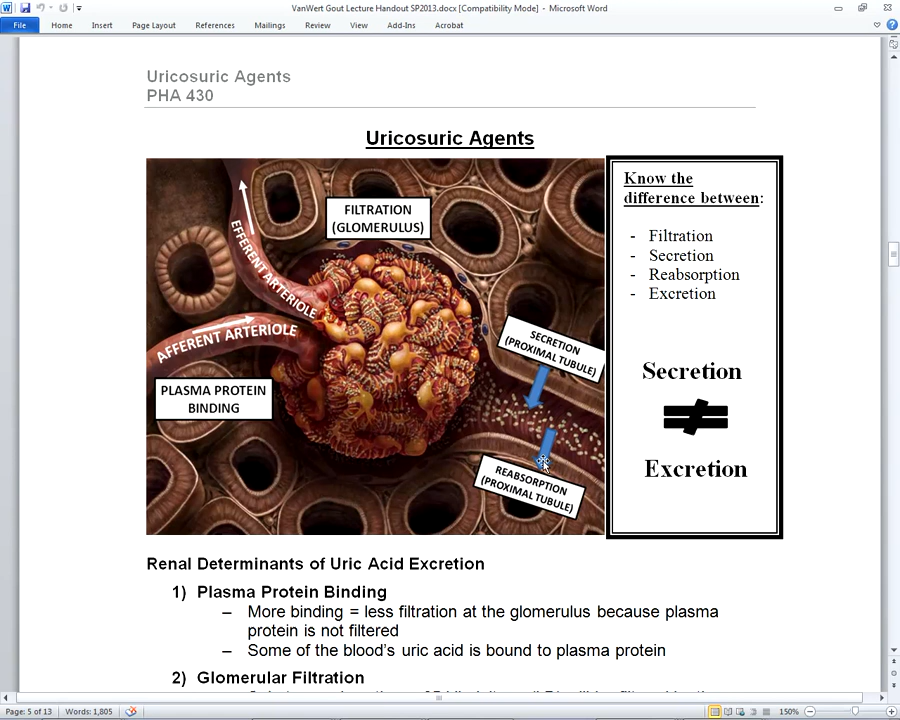 VanWert Gout Lecture Handout SP2013.docx [Compatibility Mode] - Microsoft Word
File Home Insert Page Layout References Mailings Review View Add-Ins Acrobat
Uricosuric Agents
PHA 430
Uricosuric Agents
FILTRATION
(GLOMERULUS)
EFFERENT ARTERIOLE
AFFERENT ARTERIOLE
PLASMA PROTEIN
BINDING
SECRETION
(PROXIMAL TUBULE)
REABSORPTION
(PROXIMAL TUBULE)
Know the
difference between:
- Filtration
- Secretion
- Reabsorption
- Excretion
Secretion
≠
Excretion
Renal Determinants of Uric Acid Excretion
1) Plasma Protein Binding
– More binding = less filtration at the glomerulus because plasma
protein is not filtered
– Some of the blood's uric acid is bound to plasma protein
2) Glomerular Filtration
Page: 5 of 13 Words: 1,805 150%